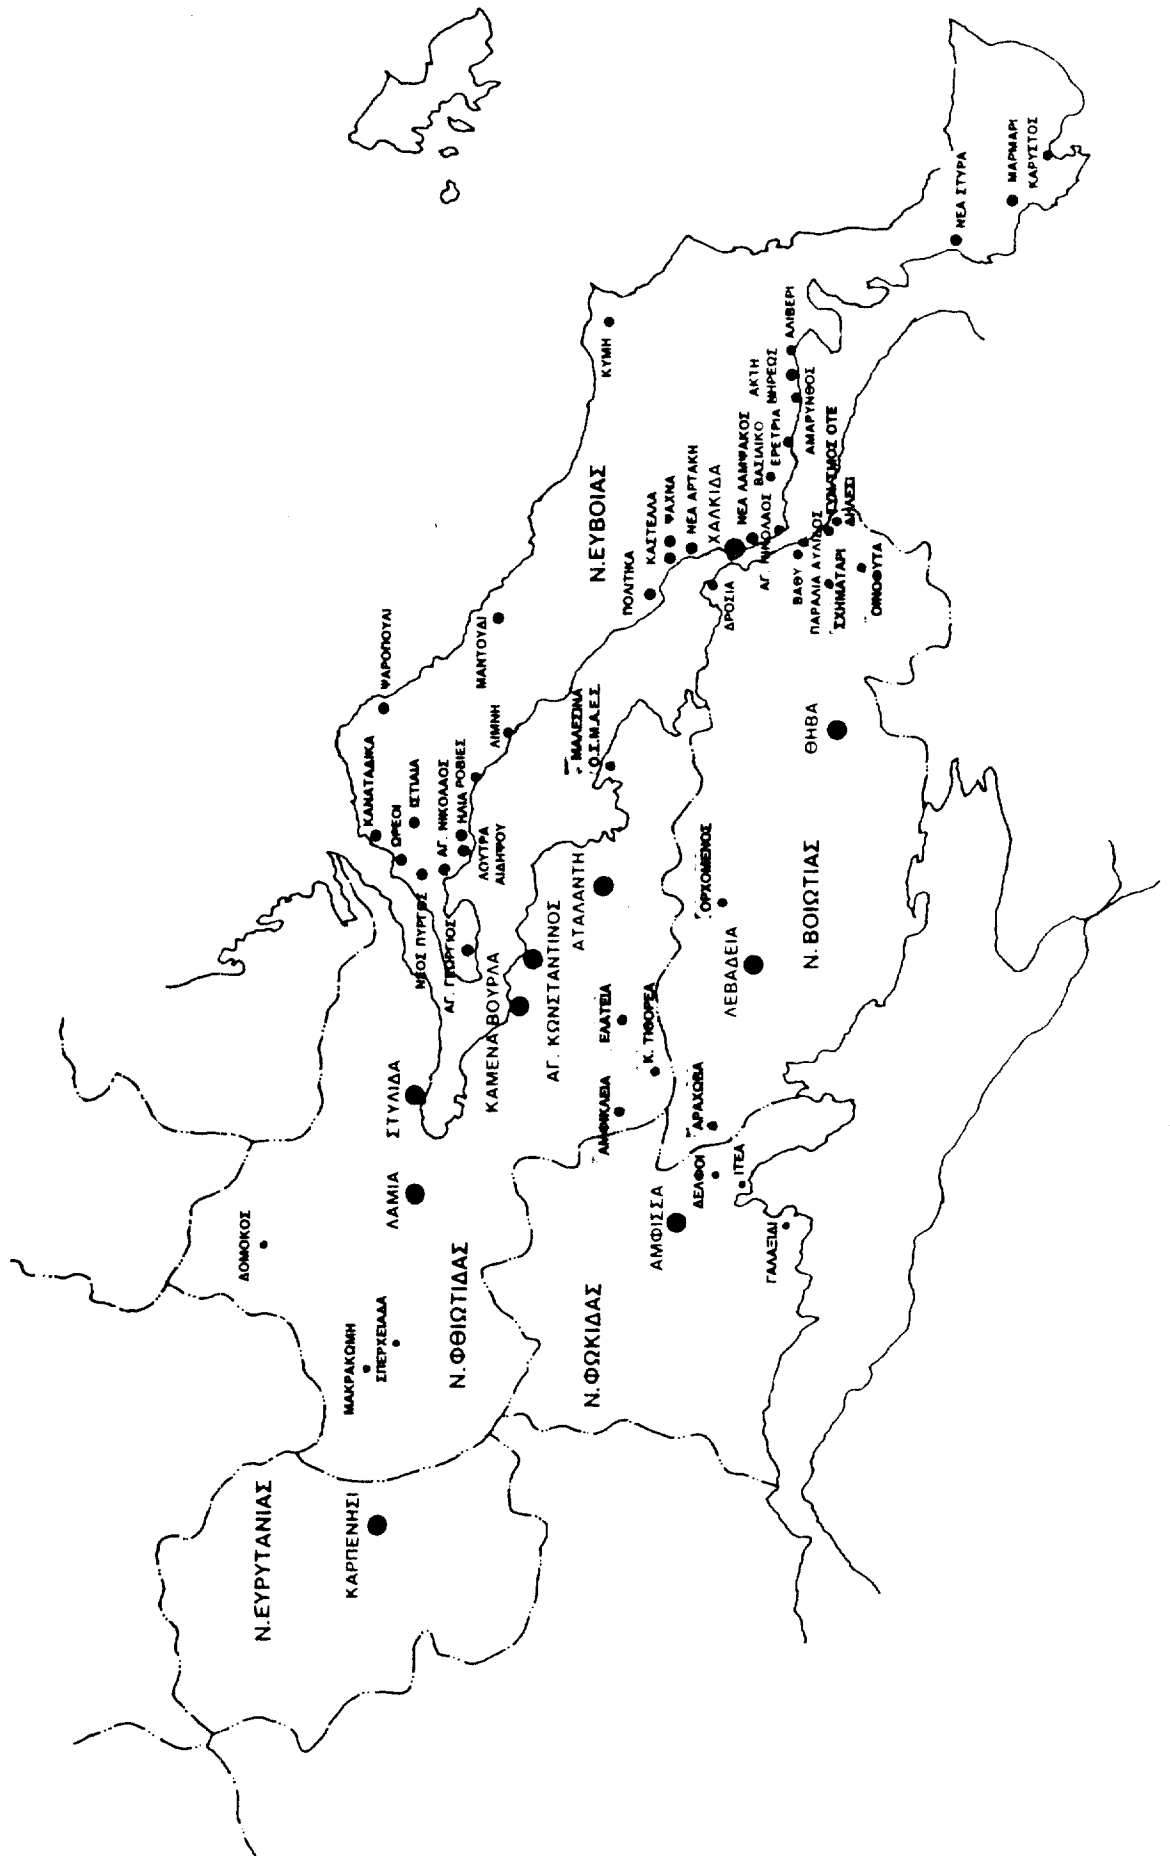 Ν.ΕΥΡΥΤΑΝΙΑΣ
ΚΑΡΠΕΝΗΣΙ
ΔΟΜΟΚΟΣ
ΜΑΚΡΑΚΩΜΗ
ΣΠΕΡΧΕΙΑΔΑ
Ν.ΦΘΙΩΤΙΔΑΣ
ΛΑΜΙΑ
ΣΤΥΛΙΔΑ
ΚΑΜΕΝΑ ΒΟΥΡΛΑ
ΑΓ. ΚΩΝΣΤΑΝΤΙΝΟΣ
ΑΤΑΛΑΝΤΗ
ΑΜΦΙΚΛΕΙΑ
ΕΛΑΤΕΙΑ
Κ. ΤΙΘΟΡΕΑ
ΜΑΛΕΣΙΝΑ
Ο.Σ.Μ.Α.Ε.Σ.
Ν.ΦΩΚΙΔΑΣ
ΑΜΦΙΣΣΑ
ΔΕΛΦΟΙ
ΙΤΕΑ
ΓΑΛΑΞΙΔΙ
ΑΡΑΧΩΒΑ
ΛΕΒΑΔΕΙΑ
ΟΡΧΟΜΕΝΟΣ
Ν. ΒΟΙΩΤΙΑΣ
ΘΗΒΑ
ΚΑΝΑΤΑΔΙΚΑ
ΩΡΕΟΙ
ΙΣΤΙΑΙΑ
ΝΕΟΣ ΠΥΡΓΟΣ
ΑΓ. ΓΕΩΡΓΙΟΣ
ΑΓ. ΝΙΚΟΛΑΟΣ
ΗΛΙΑ
ΡΟΒΙΕΣ
ΛΟΥΤΡΑ
ΑΙΔΗΨΟΥ
ΨΑΡΟΠΟΥΛΙ
ΜΑΝΤΟΥΔΙ
ΛΙΜΝΗ
Ν.ΕΥΒΟΙΑΣ
ΚΥΜΗ
ΠΟΛΙΤΙΚΑ
ΚΑΣΤΕΛΛΑ
ΨΑΧΝΑ
ΝΕΑ ΑΡΤΑΚΗ
ΧΑΛΚΙΔΑ
ΔΡΟΣΙΑ
ΝΕΑ ΛΑΜΨΑΚΟΣ
ΒΑΣΙΛΙΚΟ
ΑΓ. ΝΙΚΟΛΑΟΣ
ΕΡΕΤΡΙΑ
ΑΚΤΗ
ΝΗΡΕΩΣ
ΑΛΙΒΕΡΙ
ΑΜΑΡΥΝΘΟΣ
ΒΑΘΥ
ΠΑΡΑΛΙΑ ΑΥΛΙΔΟΣ
ΟΤΕ
ΣΧΗΜΑΤΑΡΙ
ΔΗΛΕΣΙ
ΟΙΝΟΦΥΤΑ
ΝΕΑ ΣΤΥΡΑ
ΜΑΡΜΑΡΙ
ΚΑΡΥΣΤΟΣ